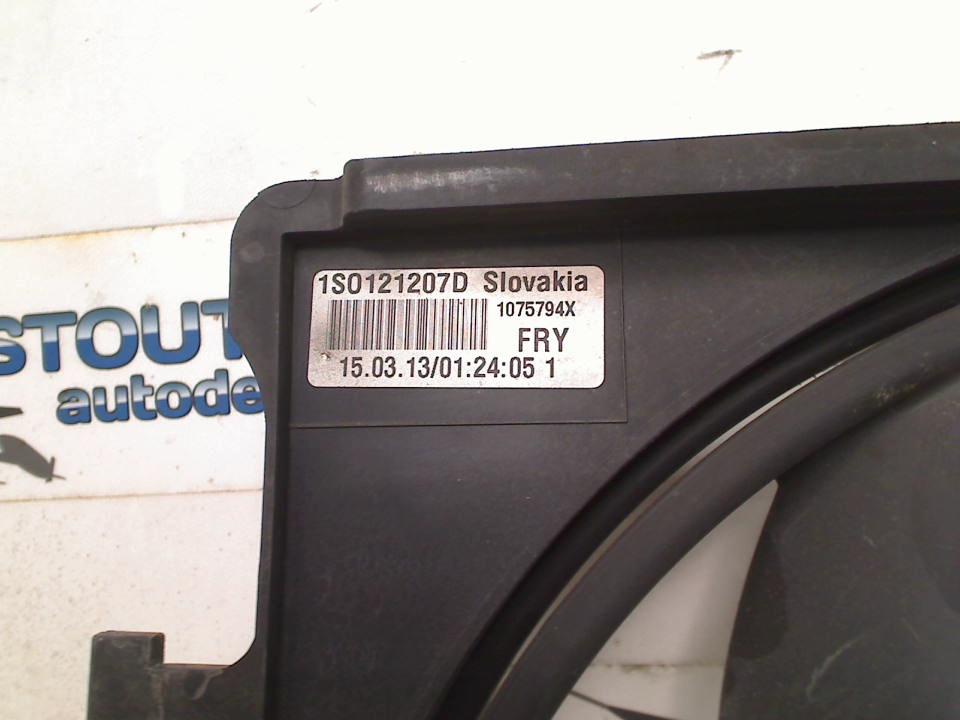 1S0121207D Slovakia
1075794X
FRY
15.03.13/01:24:05 1
STOUT
autode